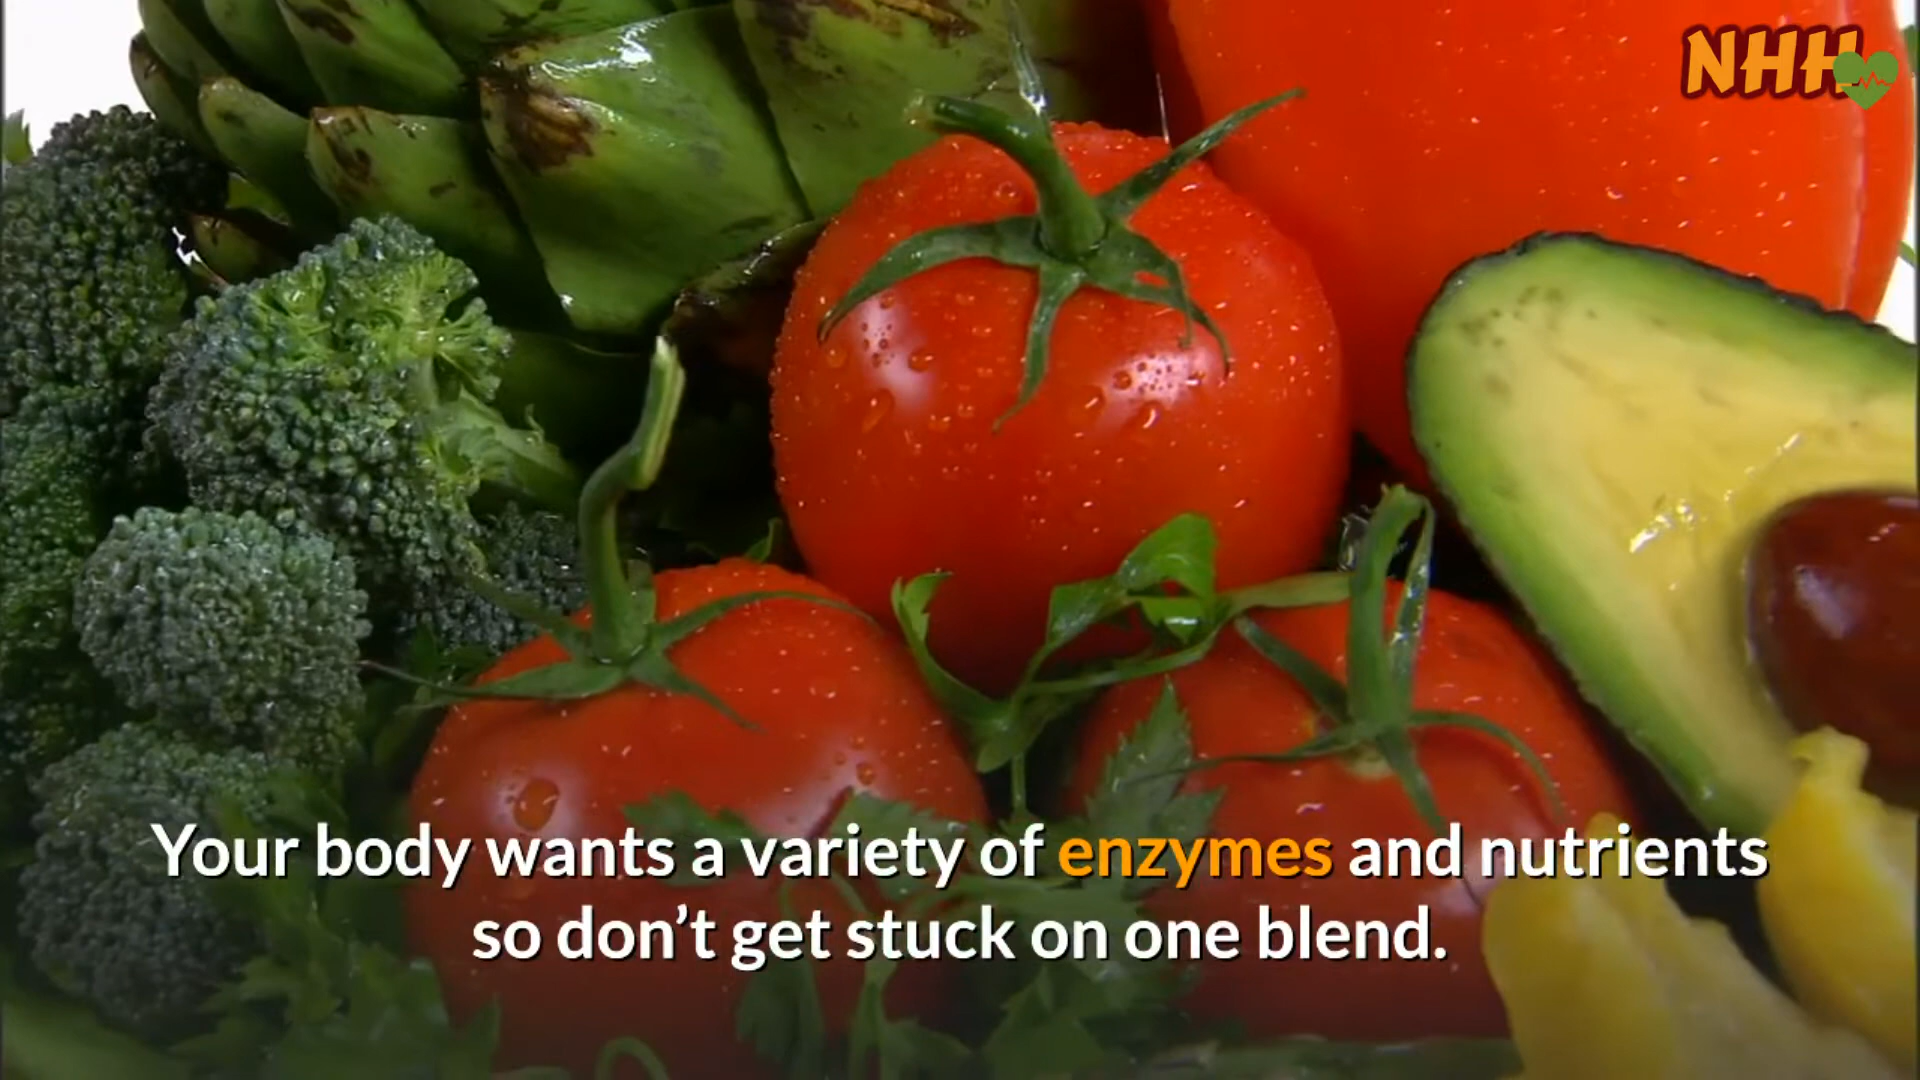 NHH
Your body wants a variety of enzymes and nutrients
so don’t get stuck on one blend.